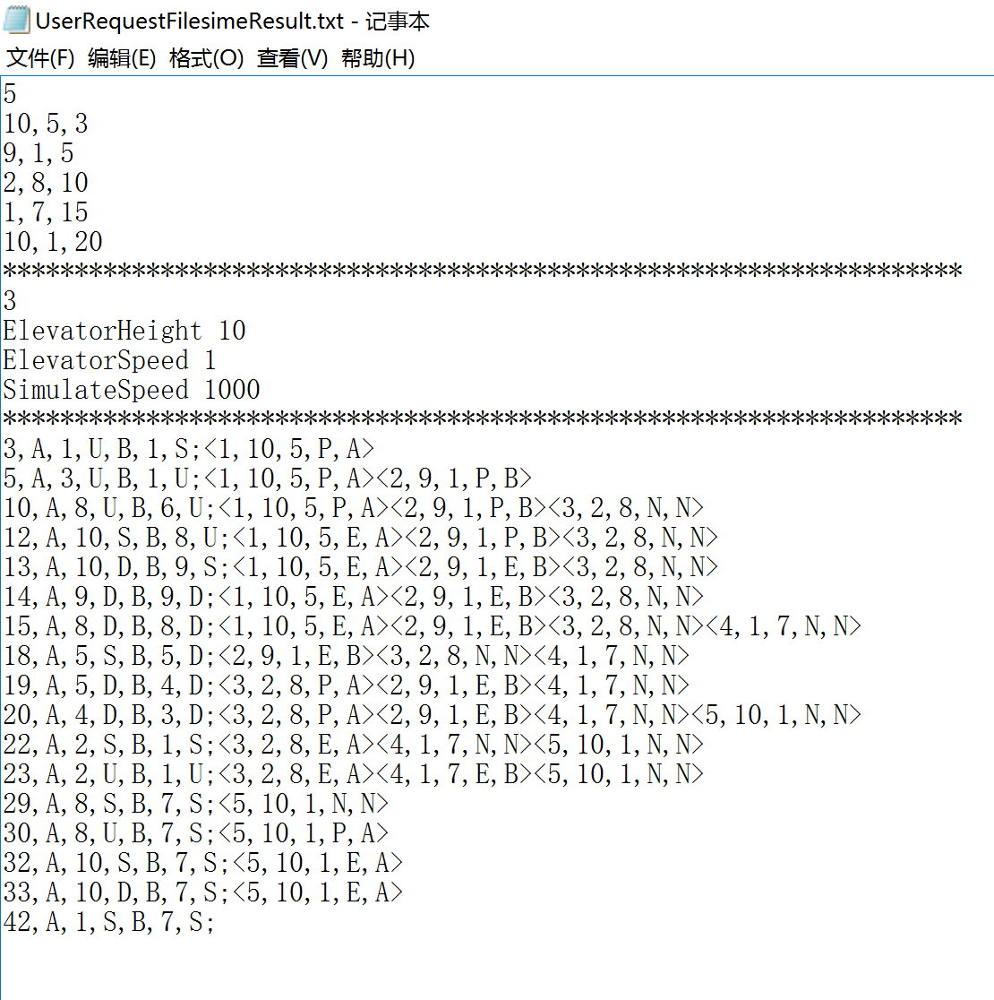 UserRequestFilesimeResult.txt - 记事本
文件(F) 编辑(E) 格式(O) 查看(V) 帮助(H)
5
10,5,3
9,1,5
2,8,10
1,7,15
10,1,20
*******************************************************************
3
ElevatorHeight 10
ElevatorSpeed 1
SimulateSpeed 1000
*******************************************************************
3,A,1,U,B,1,S;<1,10,5,P,A>
5,A,3,U,B,1,U;<1,10,5,P,A><2,9,1,P,B>
10,A,8,U,B,6,U;<1,10,5,P,A><2,9,1,P,B><3,2,8,N,N>
12,A,10,S,B,8,U;<1,10,5,E,A><2,9,1,P,B><3,2,8,N,N>
13,A,10,D,B,9,S;<1,10,5,E,A><2,9,1,E,B><3,2,8,N,N>
14,A,9,D,B,9,D;<1,10,5,E,A><2,9,1,E,B><3,2,8,N,N>
15,A,8,D,B,8,D;<1,10,5,E,A><2,9,1,E,B><3,2,8,N,N><4,1,7,N,N>
18,A,5,S,B,5,D;<2,9,1,E,B><3,2,8,N,N><4,1,7,N,N>
19,A,5,D,B,4,D;<3,2,8,P,A><2,9,1,E,B><4,1,7,N,N>
20,A,4,D,B,3,D;<3,2,8,P,A><2,9,1,E,B><4,1,7,N,N><5,10,1,N,N>
22,A,2,S,B,1,S;<3,2,8,E,A><4,1,7,N,N><5,10,1,N,N>
23,A,2,U,B,1,U;<3,2,8,E,A><4,1,7,E,B><5,10,1,N,N>
29,A,8,S,B,7,S;<5,10,1,N,N>
30,A,8,U,B,7,S;<5,10,1,P,A>
32,A,10,S,B,7,S;<5,10,1,E,A>
33,A,10,D,B,7,S;<5,10,1,E,A>
42,A,1,S,B,7,S;